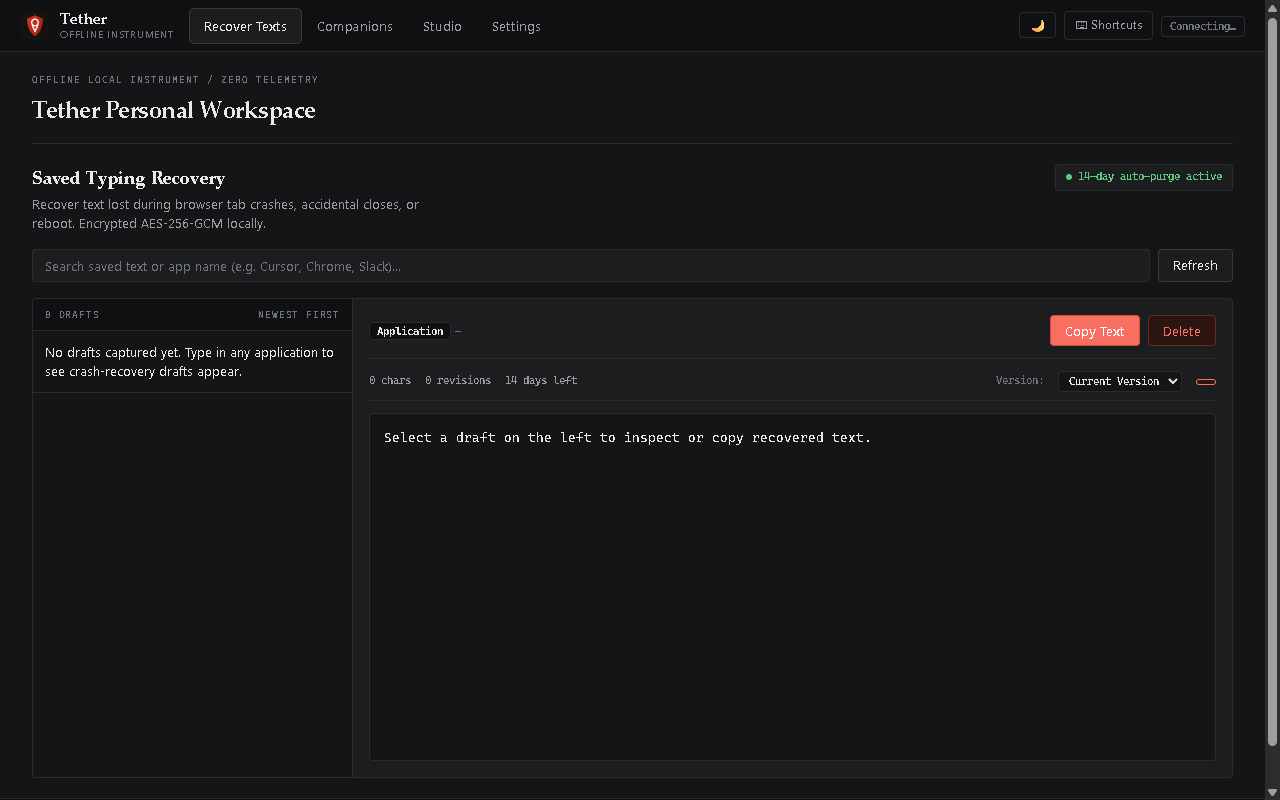 Tether
OFFLINE INSTRUMENT
Recover Texts
Companions
Studio
Settings
Shortcuts
Connecting…
OFFLINE LOCAL INSTRUMENT / ZERO TELEMETRY
Tether Personal Workspace
Saved Typing Recovery
14-day auto-purge active
Recover text lost during browser tab crashes, accidental closes, or
reboot. Encrypted AES-256-GCM locally.
Search saved text or app name (e.g. Cursor, Chrome, Slack)...
Refresh
0 DRAFTS
NEWEST FIRST
No drafts captured yet. Type in any application to
see crash-recovery drafts appear.
Application —
Copy Text
Delete
0 chars 0 revisions 14 days left
Version: Current Version
Select a draft on the left to inspect or copy recovered text.